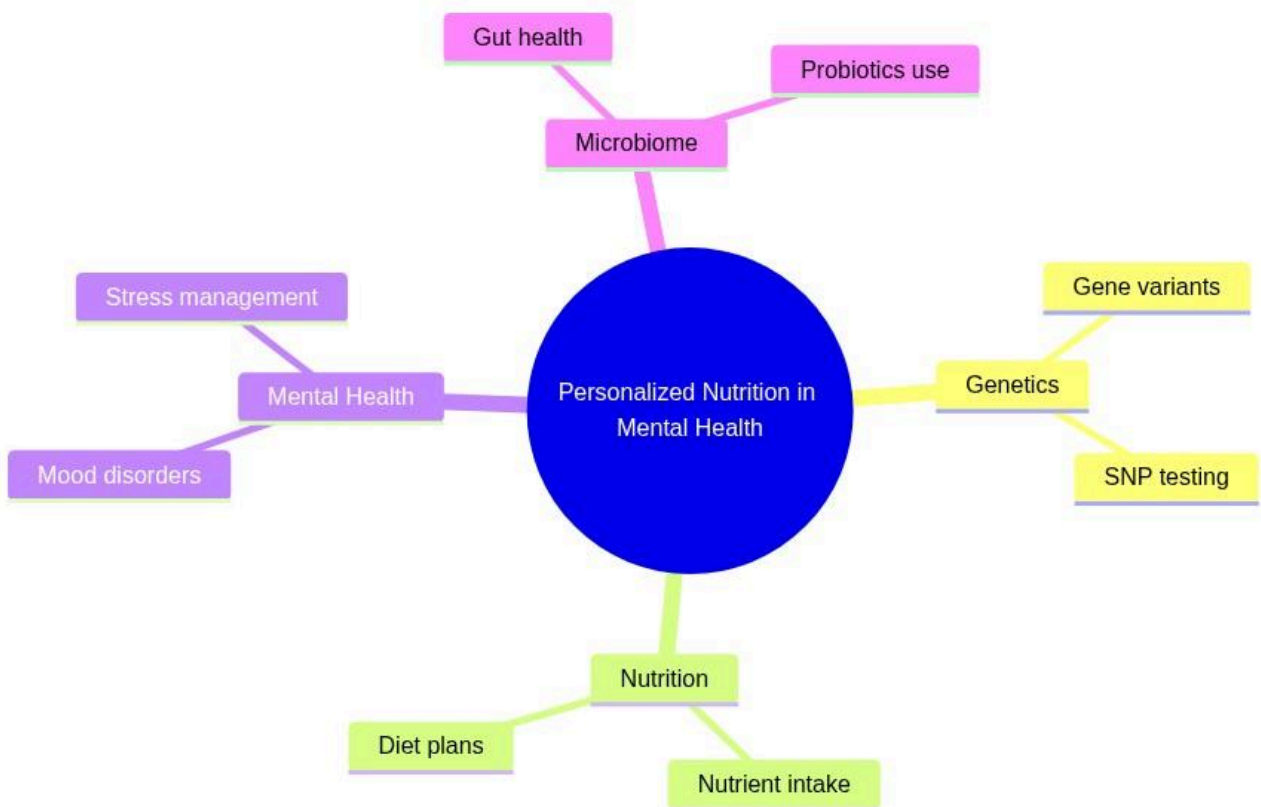 Gut health
Probiotics use
Microbiome
Stress management
Mental Health
Mood disorders
Personalized Nutrition in
Mental Health
Gene variants
Genetics
SNP testing
Nutrition
Diet plans
Nutrient intake